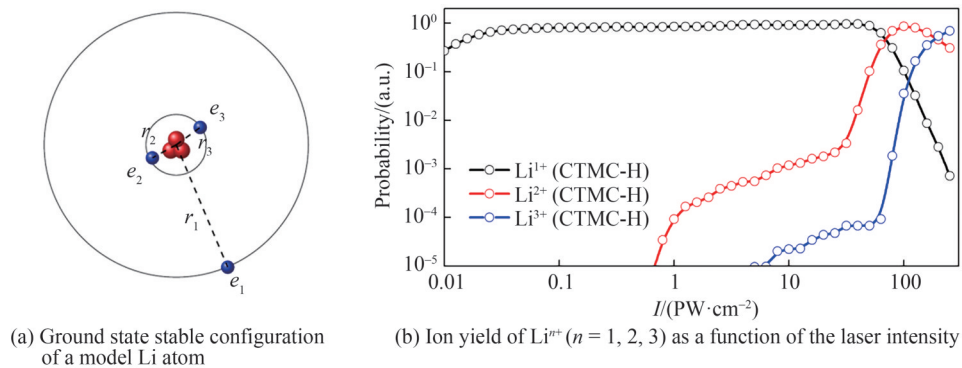 (a)
r₂
e₃
r₃
e₂
r₁
e₁
(a) Ground state stable configuration
of a model Li atom
(b)
Probability/(a.u.)
10⁰
10⁻¹
10⁻²
10⁻³
10⁻⁴
10⁻⁵
Li¹⁺ (CTMC-H)
Li²⁺ (CTMC-H)
Li³⁺ (CTMC-H)
0.01 0.1 1 10 100
I/(PW·cm⁻²)
(b) Ion yield of Liⁿ⁺ (n = 1, 2, 3) as a function of the laser intensity